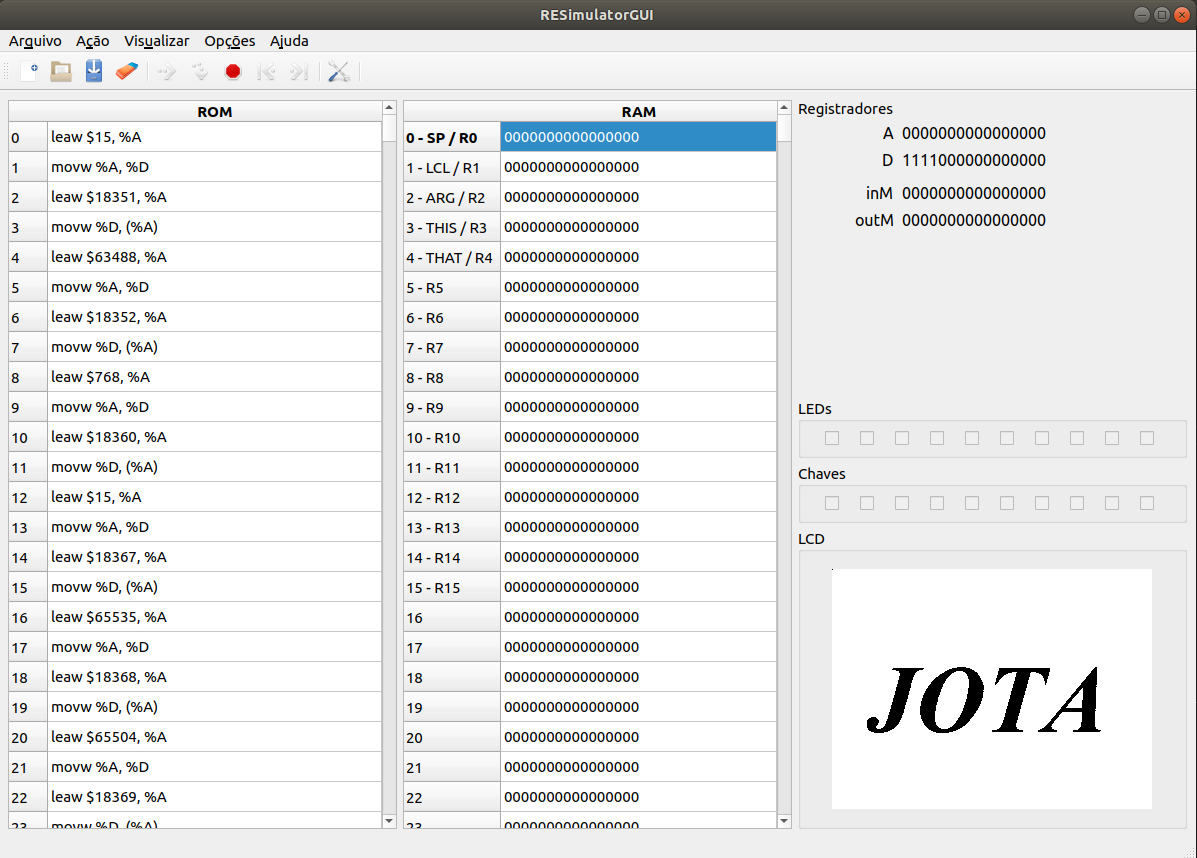 RESimulatorGUI
Arquivo Ação Visualizar Opções Ajuda
ROM
0 leaw $15, %A
1 movw %A, %D
2 leaw $18351, %A
3 movw %D, (%A)
4 leaw $63488, %A
5 movw %A, %D
6 leaw $18352, %A
7 movw %D, (%A)
8 leaw $768, %A
9 movw %A, %D
10 leaw $18360, %A
11 movw %D, (%A)
12 leaw $15, %A
13 movw %A, %D
14 leaw $18367, %A
15 movw %D, (%A)
16 leaw $65535, %A
17 movw %A, %D
18 leaw $18368, %A
19 movw %D, (%A)
20 leaw $65504, %A
21 movw %A, %D
22 leaw $18369, %A
23 movw %D, (%A)
RAM
0 - SP / R0 0000000000000000
1 - LCL / R1 0000000000000000
2 - ARG / R2 0000000000000000
3 - THIS / R3 0000000000000000
4 - THAT / R4 0000000000000000
5 - R5 0000000000000000
6 - R6 0000000000000000
7 - R7 0000000000000000
8 - R8 0000000000000000
9 - R9 0000000000000000
10 - R10 0000000000000000
11 - R11 0000000000000000
12 - R12 0000000000000000
13 - R13 0000000000000000
14 - R14 0000000000000000
15 - R15 0000000000000000
16 0000000000000000
17 0000000000000000
18 0000000000000000
19 0000000000000000
20 0000000000000000
21 0000000000000000
22 0000000000000000
23 0000000000000000
Registradores
A 0000000000000000
D 1111000000000000
inM 0000000000000000
outM 0000000000000000
LEDs
Chaves
LCD
JOTA